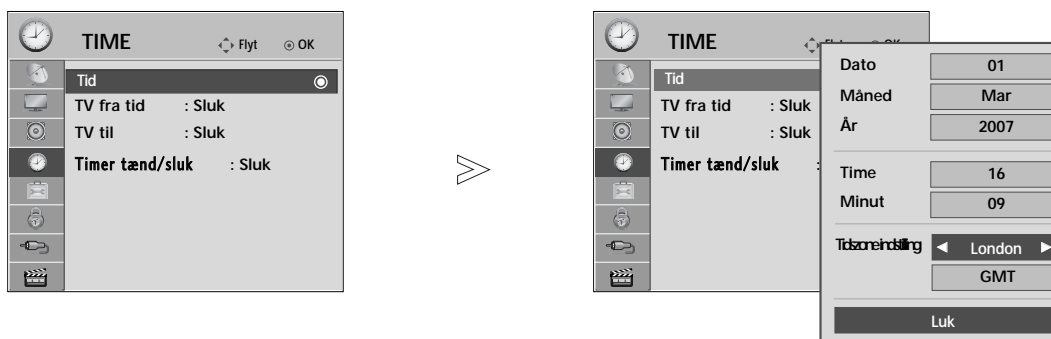 TIME Flyt OK
Tid
TV fra tid : Sluk
TV til : Sluk
Timer tænd/sluk : Sluk
TIME
Tid
TV fra tid : Sluk
TV til : Sluk
Timer tænd/sluk :
Dato 01
Måned Mar
År 2007
Time 16
Minut 09
Tidszoneindstilling ◄ London ►
GMT
Luk